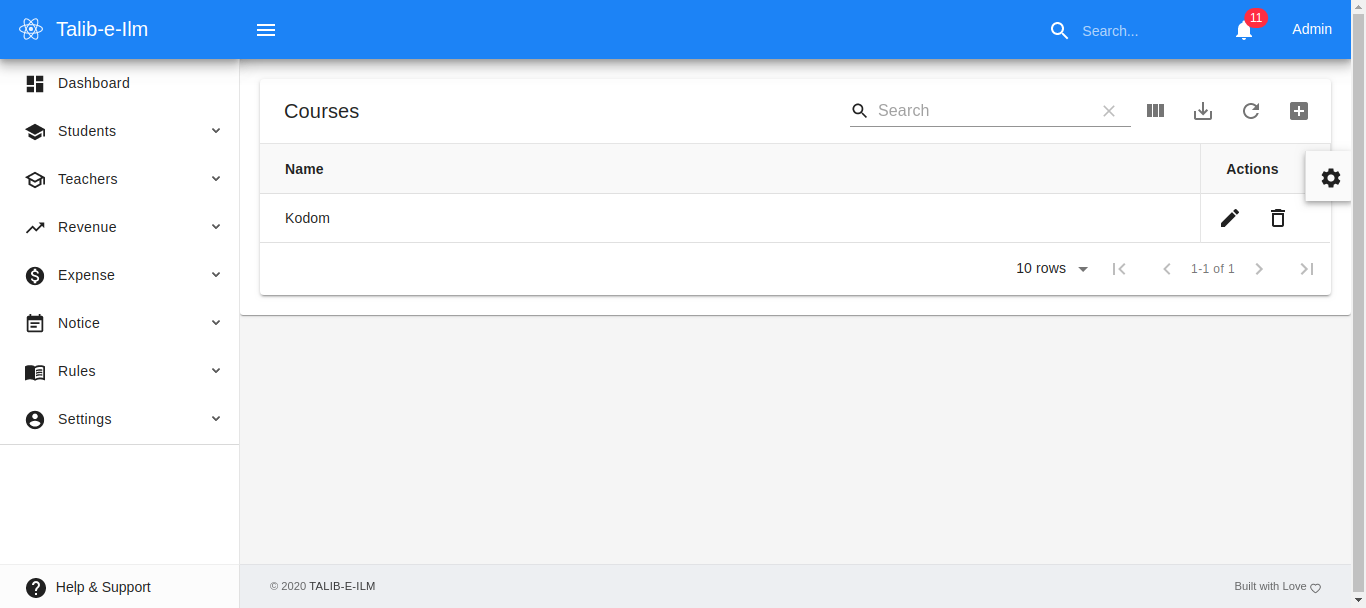 Talib-e-Ilm
Search...
11
Admin
Dashboard
Students
Teachers
Revenue
Expense
Notice
Rules
Settings
Help & Support
Courses
Search
Name
Actions
Kodom
10 rows
1-1 of 1
© 2020 TALIB-E-ILM
Built with Love